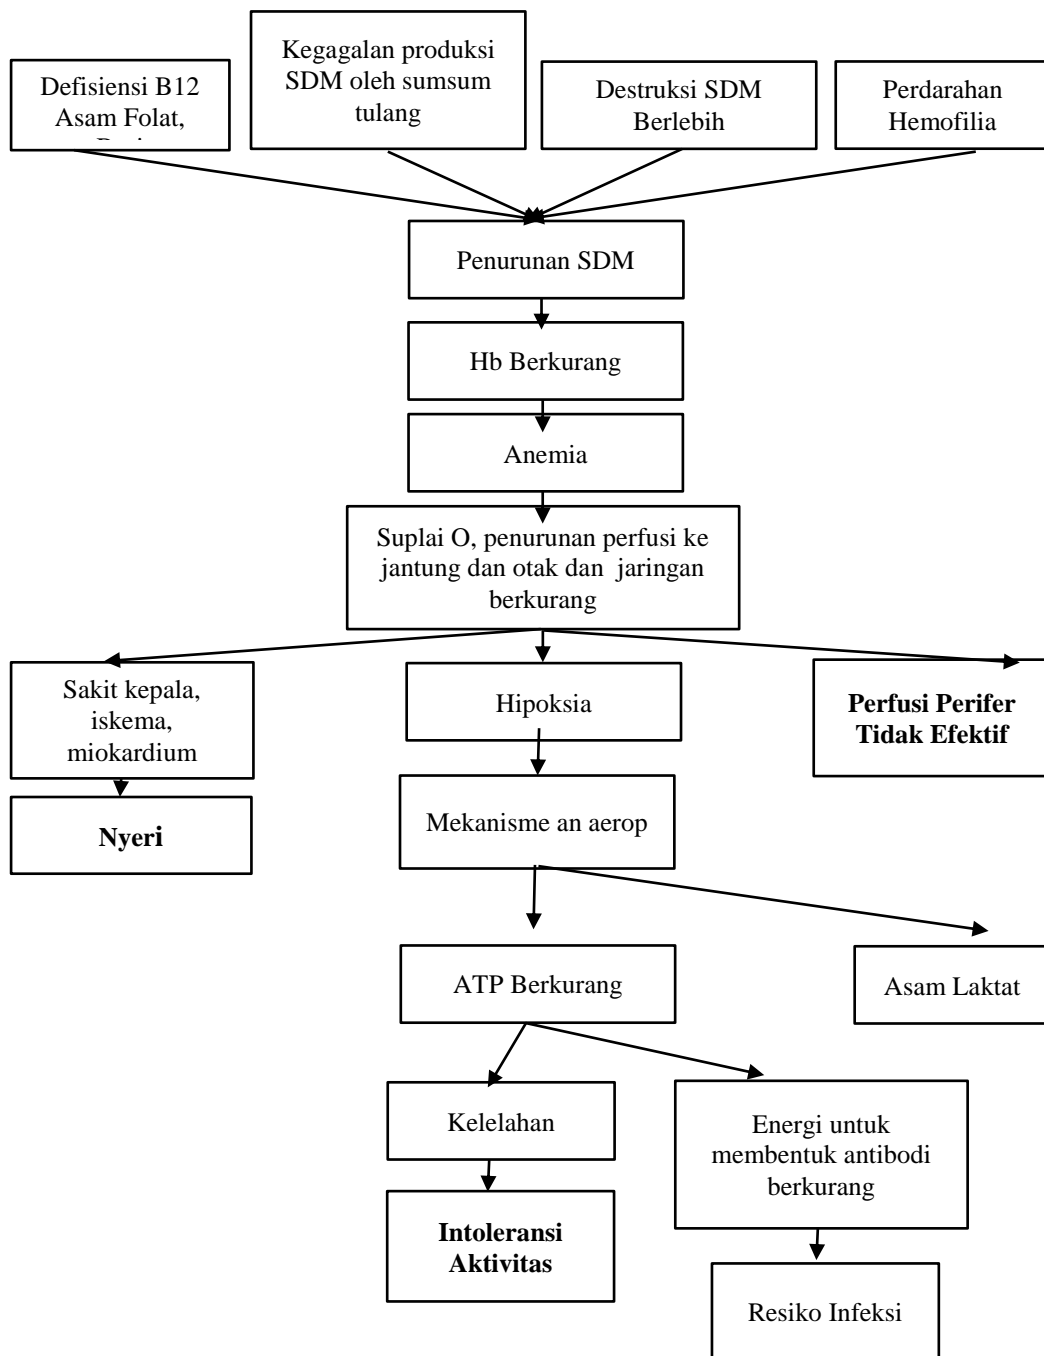 Defisiensi B12
Asam Folat,
Kegagalan produksi
SDM oleh sumsum
tulang
Destruksi SDM
Berlebih
Perdarahan
Hemofilia
Penurunan SDM
Hb Berkurang
Anemia
Suplai O, penurunan perfusi ke
jantung dan otak dan jaringan
berkurang
Sakit kepala,
iskema,
miokardium
Hipoksia
Perfusi Perifer
Tidak Efektif
Nyeri
Mekanisme an aerop
ATP Berkurang
Asam Laktat
Kelelahan
Energi untuk
membentuk antibodi
berkurang
Intoleransi
Aktivitas
Resiko Infeksi